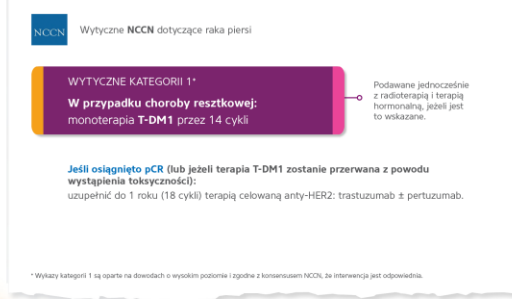 NCCN
Wytyczne NCCN dotyczące raka piersi
WYTYCZNE KATEGORII 1*
W przypadku choroby resztkowej:
monoterapia T-DM1 przez 14 cykli
Podawane jednocześnie
z radioterapią i terapią
hormonalną, jeżeli jest
to wskazane.
Jeśli osiągnięto pCR (lub jeżeli terapia T-DM1 zostanie przerwana z powodu
wystąpienia toksyczności):
uzupełnić do 1 roku (18 cykli) terapią celowaną anty-HER2: trastuzumab ± pertuzumab.
* Wykazy kategorii 1 są oparte na dowodach o wysokim poziomie i zgodne z konsensusem NCCN, że interwencja jest odpowiednia.